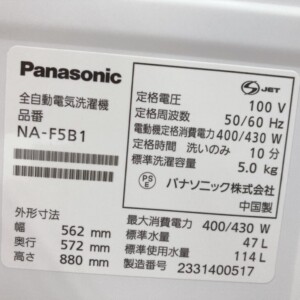 Panasonic
全自動電気洗濯機
品番
NA-F5B1
外形寸法
幅 562 mm
奥行 572 mm
高さ 880 mm
S JET
定格電圧 100 V
定格周波数 50/60 Hz
電動機定格消費電力 400/430 W
定格時間 洗いのみ 10 分
標準洗濯容量 5.0 kg
PS E パナソニック株式会社
中国製
最大消費電力 400/430 W
標準水量 47 L
標準使用水量 114 L
製造番号 2331400517